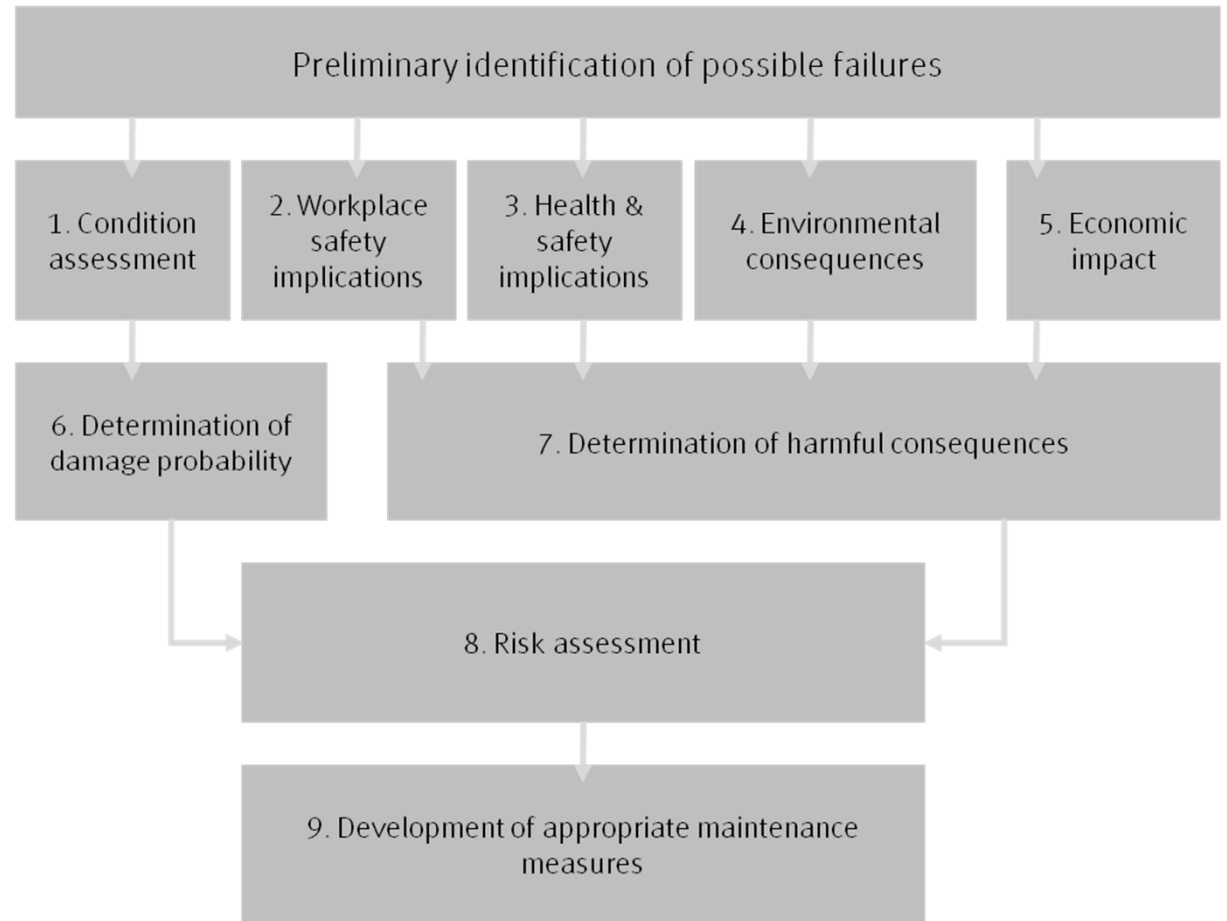 Preliminary identification of possible failures
1. Condition
assessment
2. Workplace
safety
implications
3. Health &
safety
implications
4. Environmental
consequences
5. Economic
impact
6. Determination of
damage probability
7. Determination of harmful consequences
8. Risk assessment
9. Development of appropriate maintenance
measures